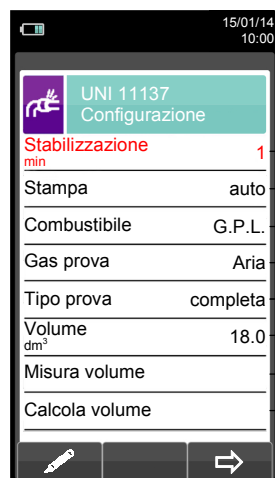 15/01/14
10:00
UNI 11137
Configurazione
Stabilizzazione
min
1
Stampa auto
Combustibile G.P.L.
Gas prova Aria
Tipo prova completa
Volume
dm³
18.0
Misura volume
Calcola volume